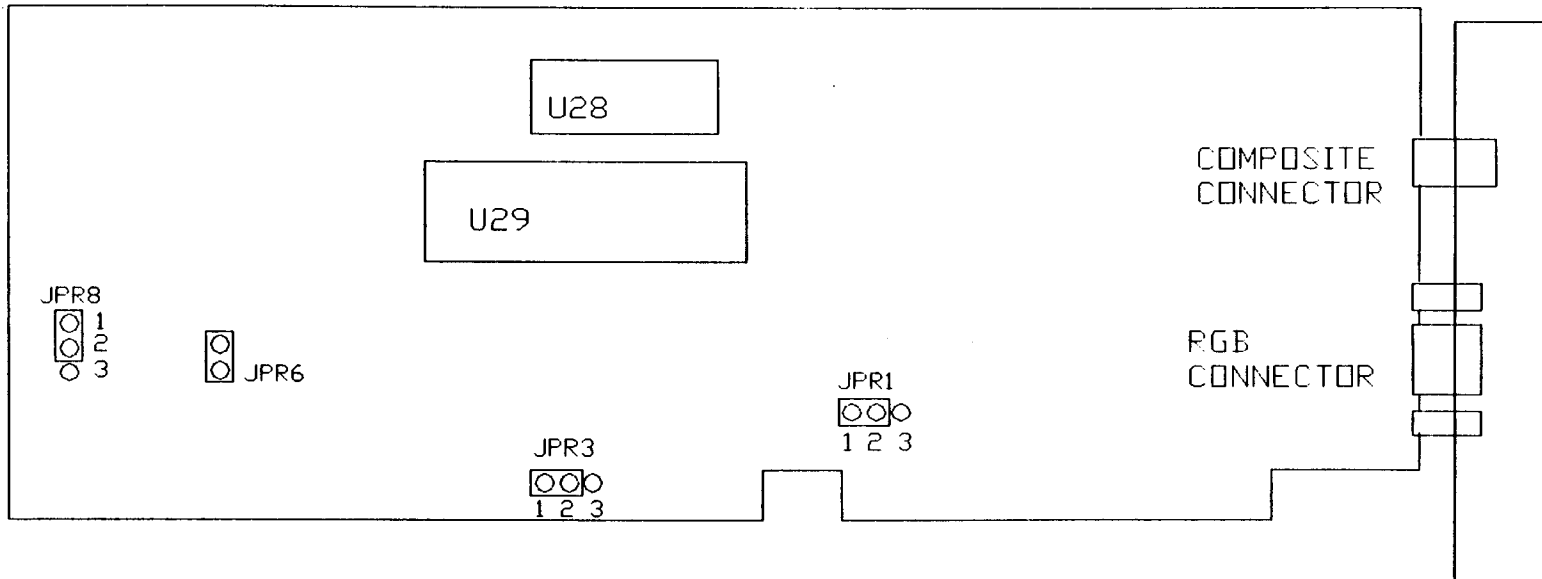 U28
COMPOSITE
CONNECTOR
U29
JPR8
1
2
3
JPR6
RGB
CONNECTOR
JPR1
1 2 3
JPR3
1 2 3